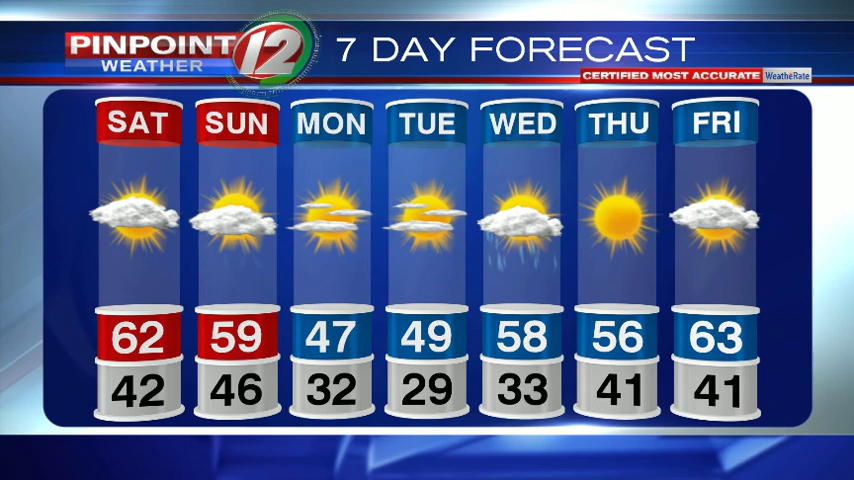 PINPOINT 12
WEATHER
7 DAY FORECAST
CERTIFIED MOST ACCURATE WeatheRate
SAT SUN MON TUE WED THU FRI
62 59 47 49 58 56 63
42 46 32 29 33 41 41